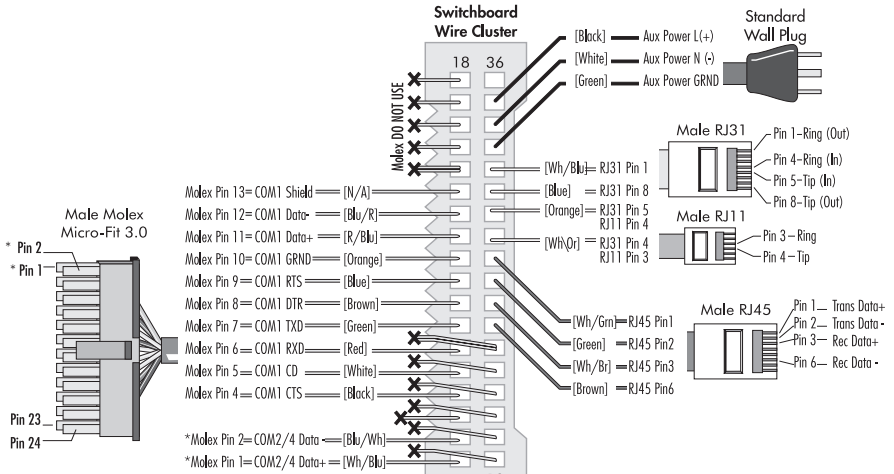 Switchboard
Wire Cluster
18 36
Molex DO NOT USE
[Black] Aux Power L(+)
[White] Aux Power N (-)
[Green] Aux Power GRND
Standard
Wall Plug
Male RJ31
Pin 1-Ring (Out)
Pin 4-Ring (In)
Pin 5-Tip (In)
Pin 8-Tip (Out)
[Wh/Blu] RJ31 Pin 1
[Blue] RJ31 Pin 8
[Orange] RJ31 Pin 5
RJ11 Pin 4
[Wh\Or] RJ31 Pin 4
RJ11 Pin 3
Male RJ11
Pin 3-Ring
Pin 4-Tip
Male Molex
Micro-Fit 3.0
* Pin 2
* Pin 1
Pin 23
Pin 24
Molex Pin 13= COM1 Shield [N/A]
Molex Pin 12= COM1 Data- [Blu/R]
Molex Pin 11= COM1 Data+ [R/Blu]
Molex Pin 10= COM1 GRND [Orange]
Molex Pin 9 = COM1 RTS [Blue]
Molex Pin 8 = COM1 DTR [Brown]
Molex Pin 7 = COM1 TXD [Green]
Molex Pin 6 = COM1 RXD [Red]
Molex Pin 5 = COM1 CD [White]
Molex Pin 4 = COM1 CTS [Black]
*Molex Pin 2= COM2/4 Data - [Blu/Wh]
*Molex Pin 1= COM2/4 Data+ [Wh/Blu]
[Wh/Grn] RJ45 Pin1
[Green] RJ45 Pin2
[Wh/Br] RJ45 Pin3
[Brown] RJ45 Pin6
Male RJ45
Pin 1 Trans Data+
Pin 2 Trans Data-
Pin 3 Rec Data+
Pin 6 Rec Data -